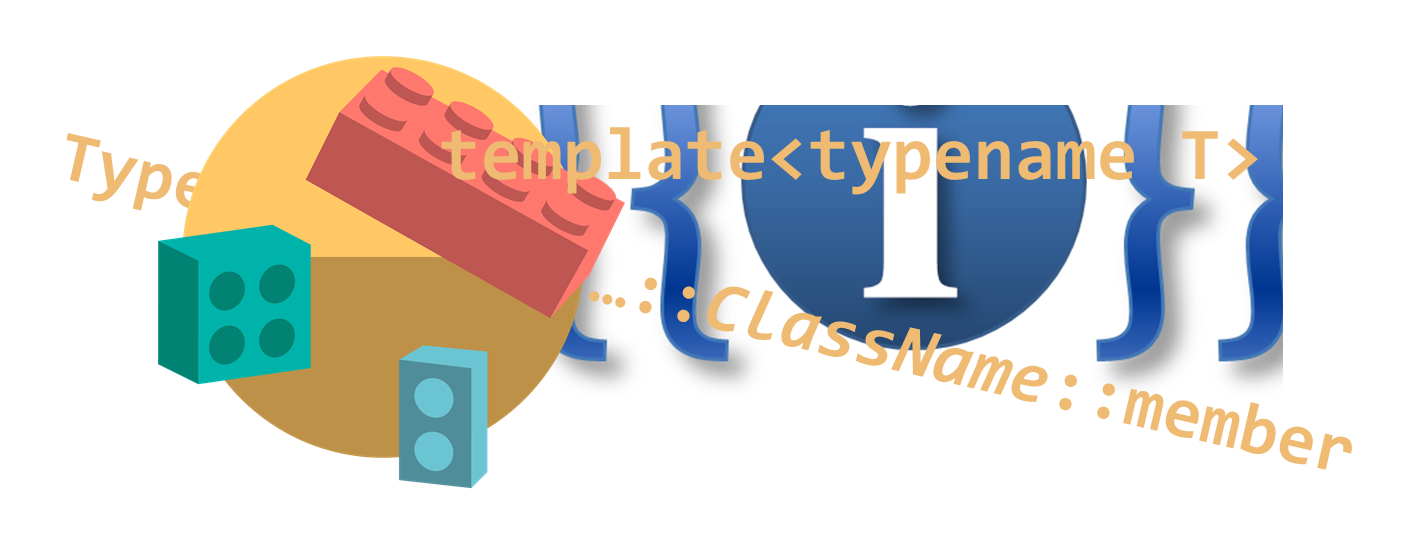 template<typename T>
{{i}}
Type …::ClassName::member